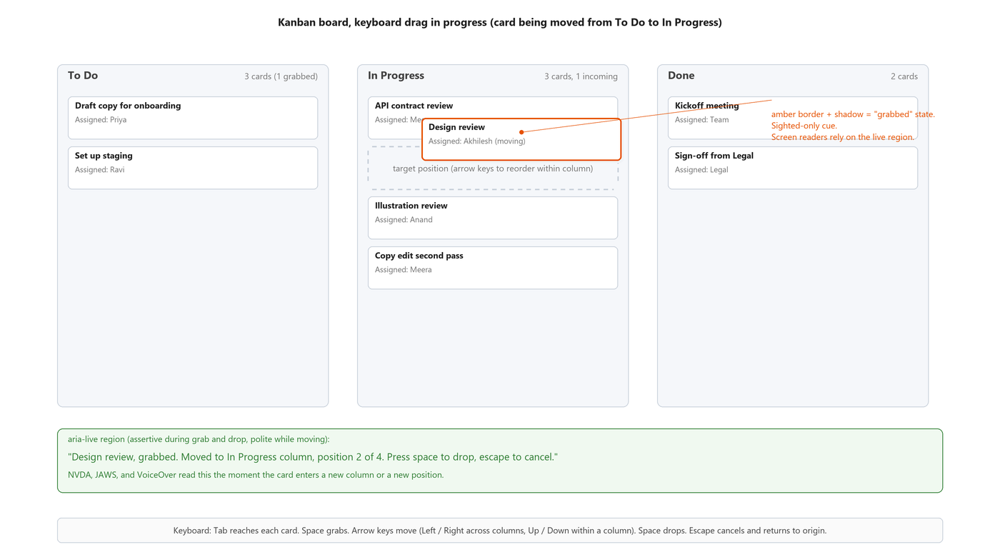 Kanban board, keyboard drag in progress (card being moved from To Do to In Progress)
To Do
3 cards (1 grabbed)
Draft copy for onboarding
Assigned: Priya
Set up staging
Assigned: Ravi
In Progress
3 cards, 1 incoming
API contract review
Assigned: Me
Design review
Assigned: Akhilesh (moving)
target position (arrow keys to reorder within column)
Illustration review
Assigned: Anand
Copy edit second pass
Assigned: Meera
Done
2 cards
Kickoff meeting
Assigned: Team
amber border + shadow = "grabbed" state.
Sighted-only cue.
Screen readers rely on the live region.
Sign-off from Legal
Assigned: Legal
aria-live region (assertive during grab and drop, polite while moving):
"Design review, grabbed. Moved to In Progress column, position 2 of 4. Press space to drop, escape to cancel."
NVDA, JAWS, and VoiceOver read this the moment the card enters a new column or a new position.
Keyboard: Tab reaches each card. Space grabs. Arrow keys move (Left / Right across columns, Up / Down within a column). Space drops. Escape cancels and returns to origin.